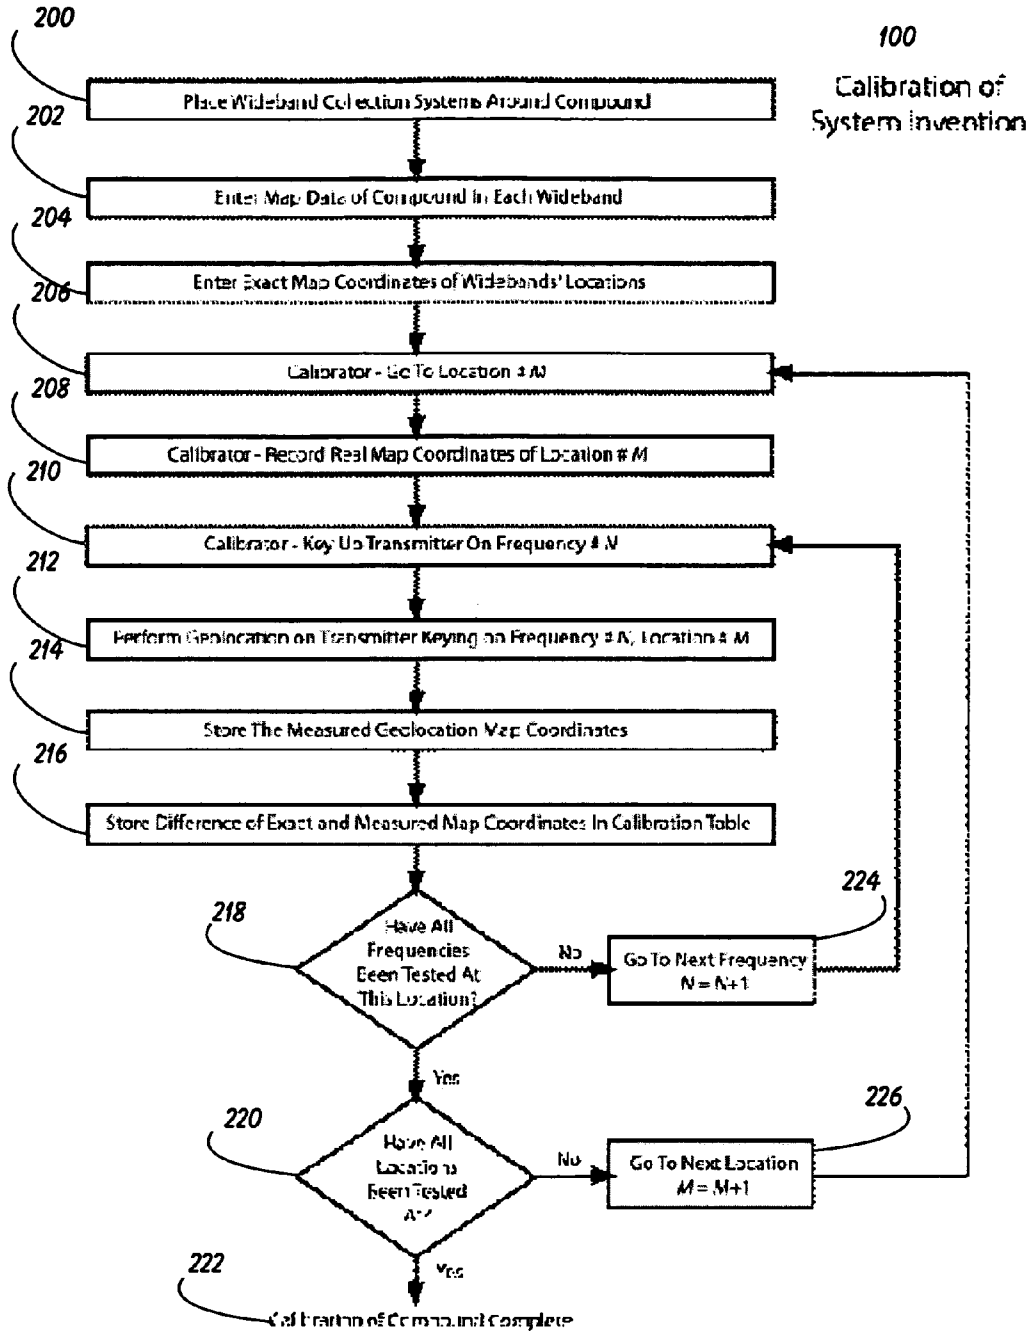 200
100
Calibration of
System Invention
Place Wideband Collection Systems Around Compound
202
Enter Map Data of Compound In Each Wideband
204
Enter Exact Map Coordinates of Widebands' Locations
206
Calibrator - Go To Location # M
208
Calibrator - Record Real Map Coordinates of Location # M
210
Calibrator - Key Up Transmitter On Frequency # N
212
Perform Geolocation on Transmitter Keying on Frequency # N, Location # M
214
Store The Measured Geolocation Map Coordinates
216
Store Difference of Exact and Measured Map Coordinates In Calibration Table
218
Have All
Frequencies
Been Tested At
This Location?
No
224
Go To Next Frequency
N = N+1
Yes
220
Have All
Locations
Been Tested
At?
No
226
Go To Next Location
M = M+1
Yes
222
Calibration of Compound Complete